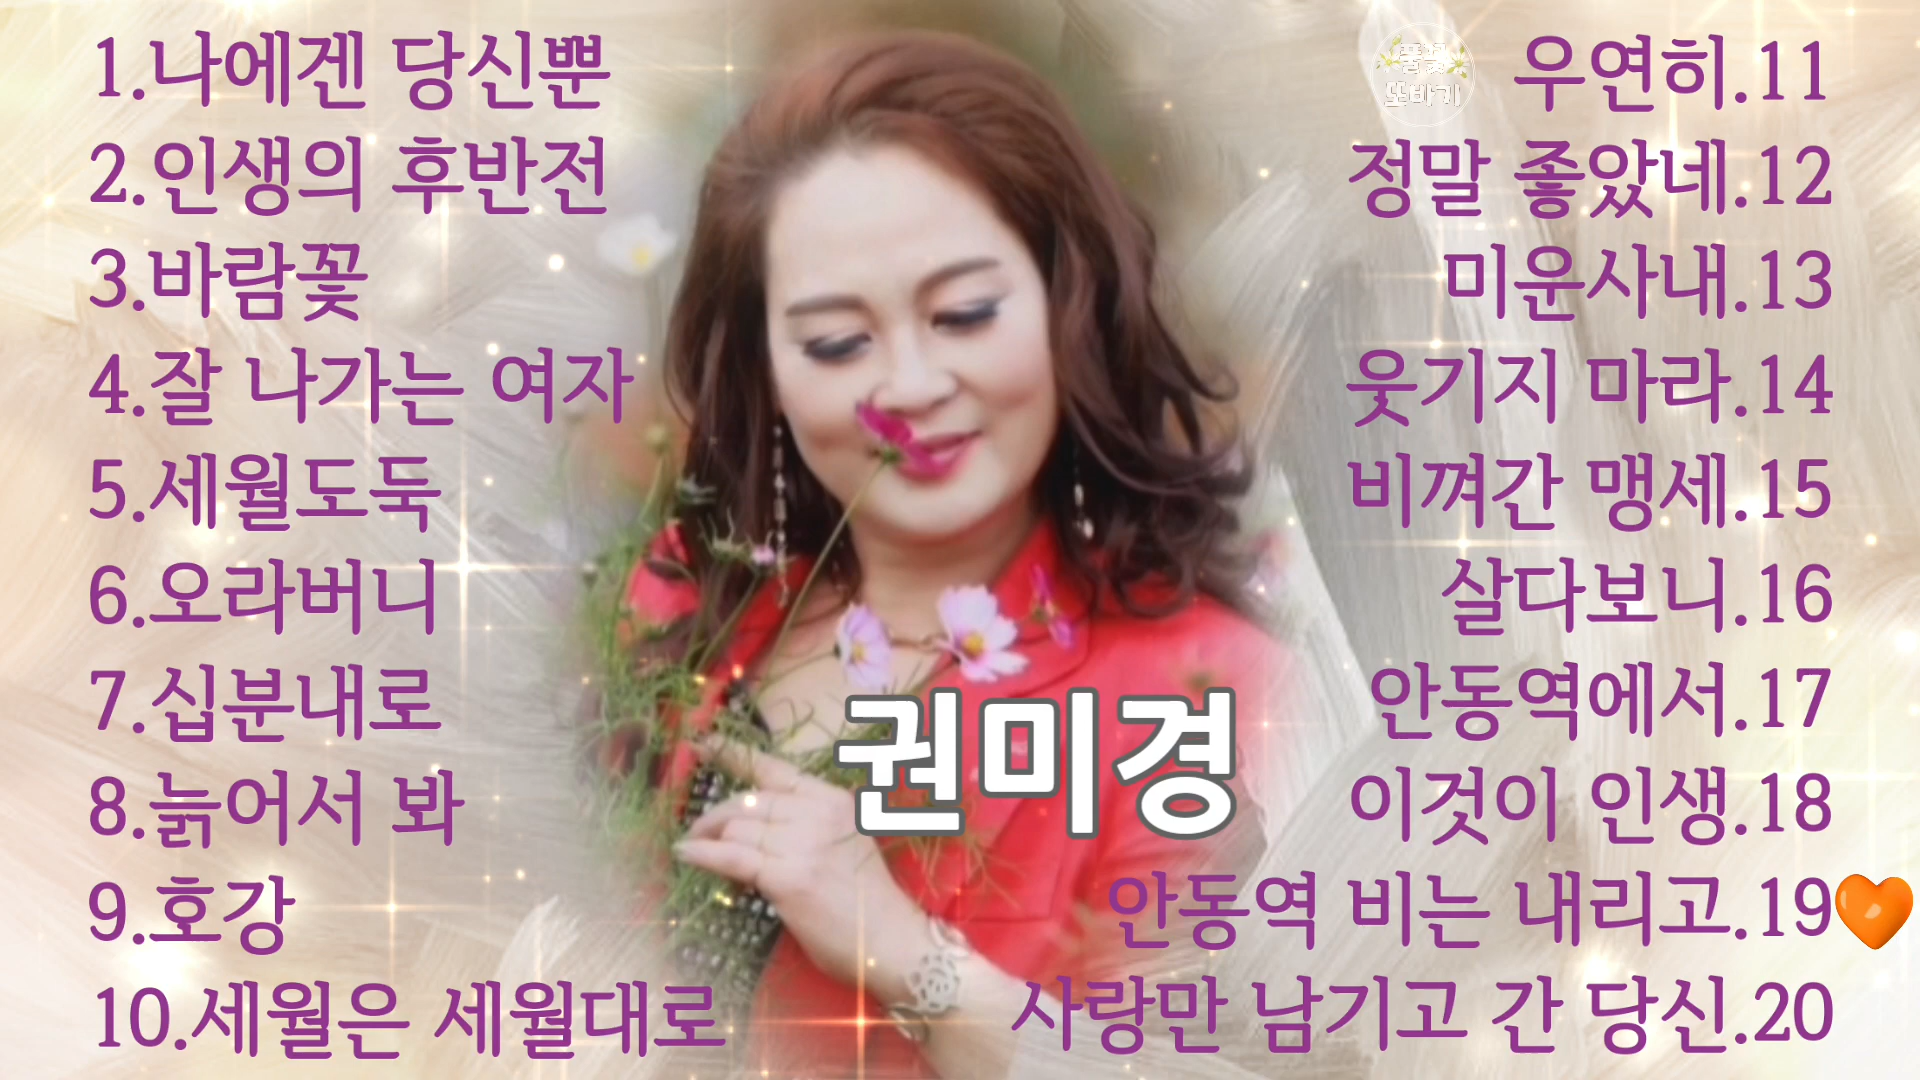 1.나에겐 당신뿐
2.인생의 후반전
3.바람꽃
4.잘 나가는 여자
5.세월도둑
6.오라버니
7.십분내로
8.늙어서 봐
9.호강
10.세월은 세월대로
풀꽃
또바기
우연히.11
정말 좋았네.12
미운사내.13
웃기지 마라.14
비껴간 맹세.15
살다보니.16
안동역에서.17
이것이 인생.18
안동역 비는 내리고.19
사랑만 남기고 간 당신.20
권미경